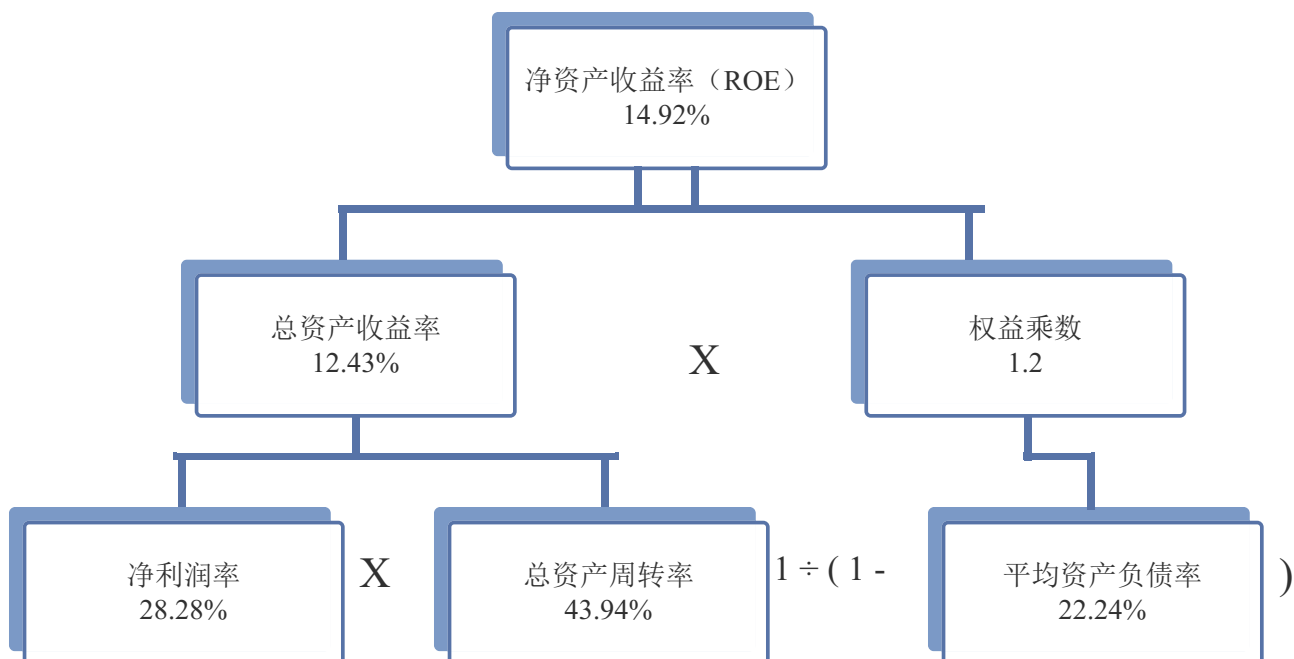 净资产收益率（ROE）
14.92%
总资产收益率
12.43%
X
权益乘数
1.2
净利润率
28.28%
X
总资产周转率
43.94%
1 ÷ ( 1 -
平均资产负债率
22.24%
)